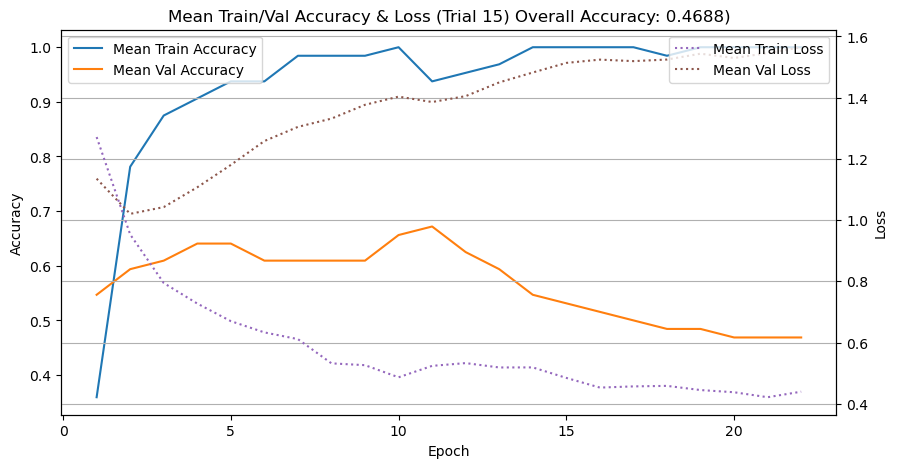 Mean Train/Val Accuracy & Loss (Trial 15) Overall Accuracy: 0.4688)
Mean Train Accuracy
Mean Val Accuracy
Mean Train Loss
Mean Val Loss
1.0
0.9
0.8
0.7
0.6
0.5
0.4
Accuracy
1.6
1.4
1.2
1.0
0.8
0.6
0.4
Loss
0
5
10
15
20
Epoch